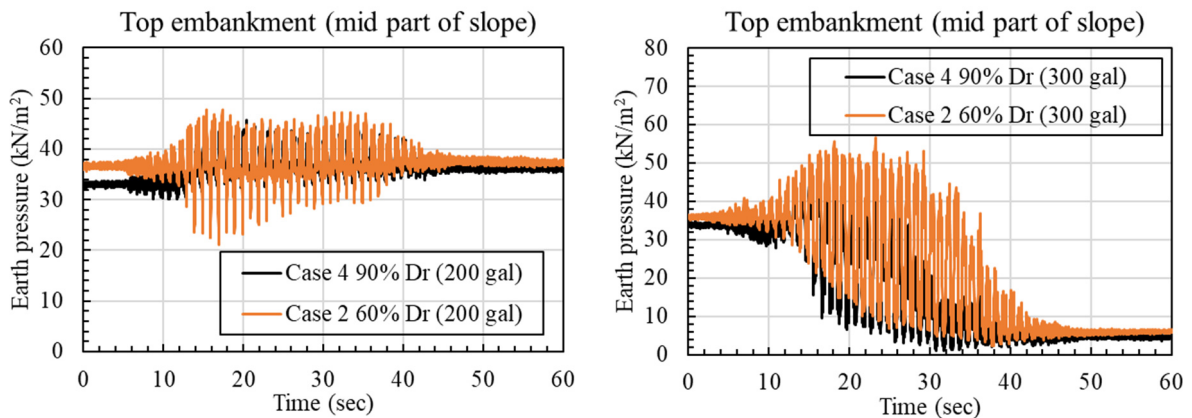 Top embankment (mid part of slope)
Earth pressure (kN/m²)
60
50
40
30
20
10
0
Case 4 90% Dr (200 gal)
Case 2 60% Dr (200 gal)
0 10 20 30 40 50 60
Time (sec)
Top embankment (mid part of slope)
Earth pressure (kN/m²)
80
70
60
50
40
30
20
10
0
Case 4 90% Dr (300 gal)
Case 2 60% Dr (300 gal)
0 10 20 30 40 50 60
Time (sec)